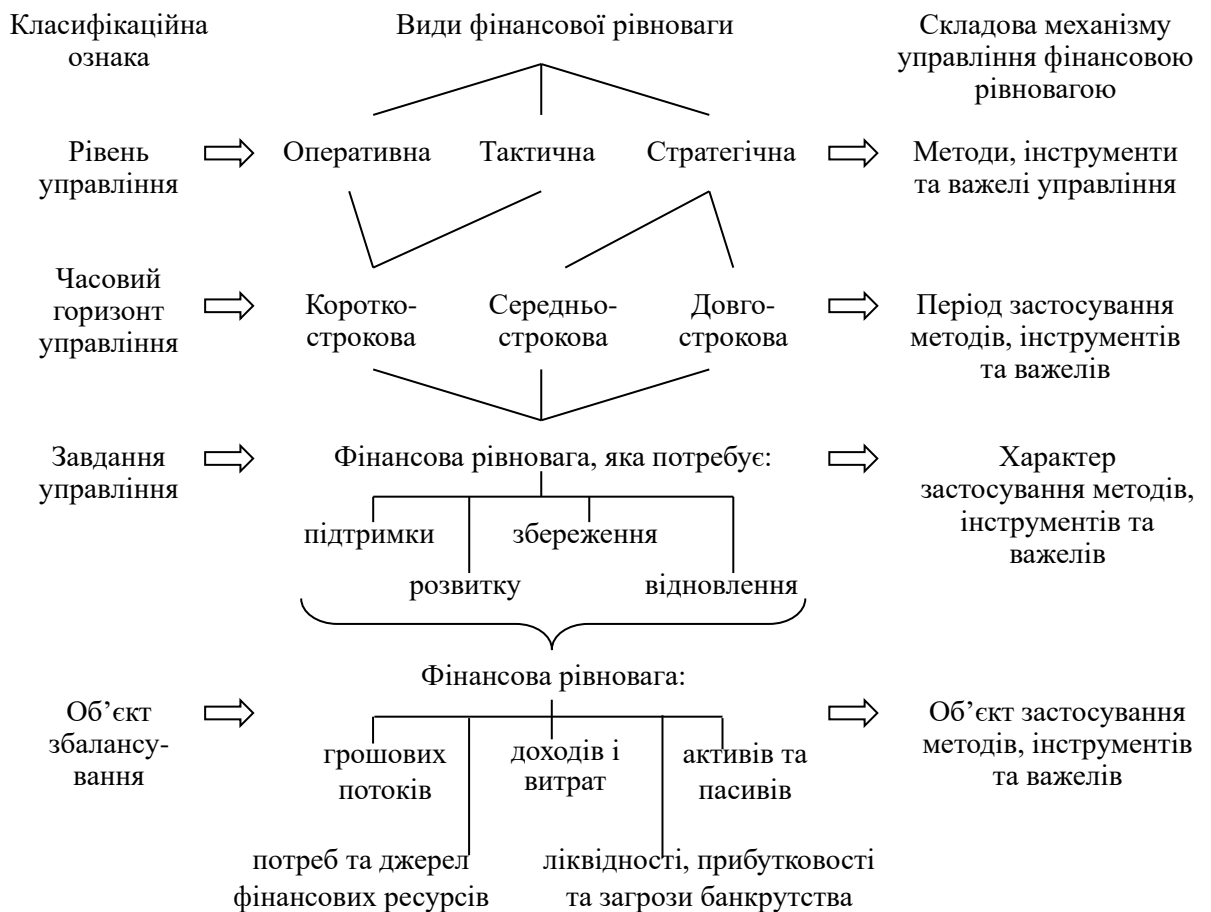 Класифікаційна
ознака
Види фінансової рівноваги
Складова механізму
управління фінансовою
рівновагою
Рівень
управління
Оперативна
Тактична
Стратегічна
Методи, інструменти
та важелі управління
Часовий
горизонт
управління
Коротко-
строкова
Середньо-
строкова
Довго-
строкова
Період застосування
методів, інструментів
та важелів
Завдання
управління
Фінансова рівновага, яка потребує:
підтримки
збереження
розвитку
відновлення
Характер
застосування методів,
інструментів та
важелів
Фінансова рівновага:
Об’єкт
збалансу-
вання
грошових
потоків
доходів і
витрат
активів та
пасивів
потреб та джерел
фінансових ресурсів
ліквідності, прибутковості
та загрози банкрутства
Об’єкт застосування
методів, інструментів
та важелів